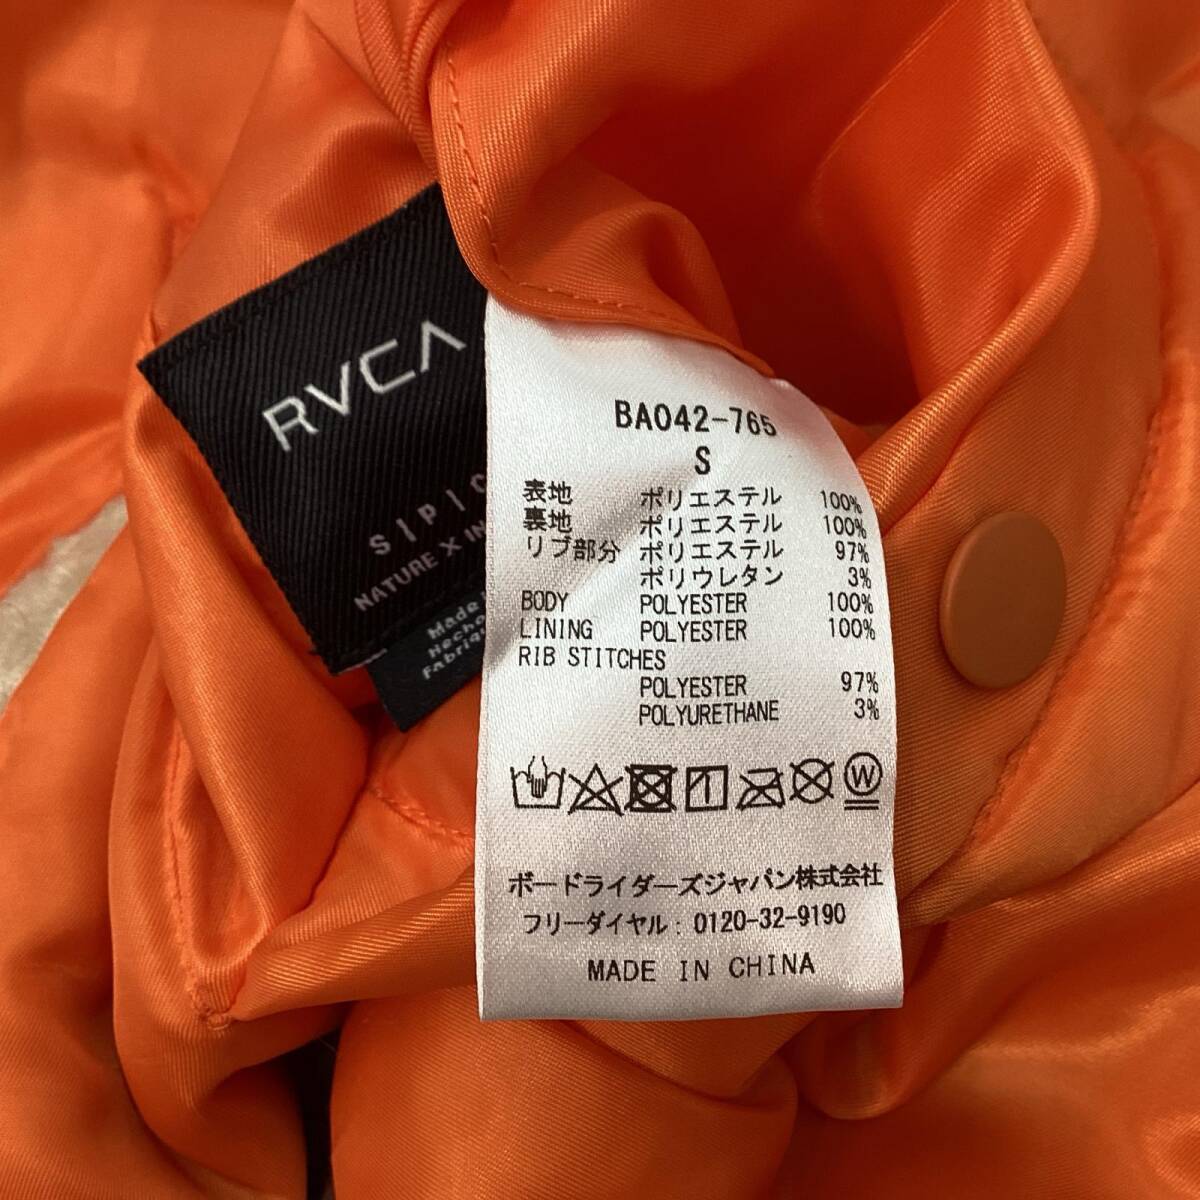 RVCA
S|P|C
NATURE X IN
Made
Heche
Fabriq
BA042-765
S
表地 ポリエステル 100%
裏地 ポリエステル 100%
リブ部分 ポリエステル 97%
ポリウレタン 3%
BODY POLYESTER 100%
LINING POLYESTER 100%
RIB STITCHES
POLYESTER 97%
POLYURETHANE 3%
W
ボードライダーズジャパン株式会社
フリーダイヤル：0120-32-9190
MADE IN CHINA